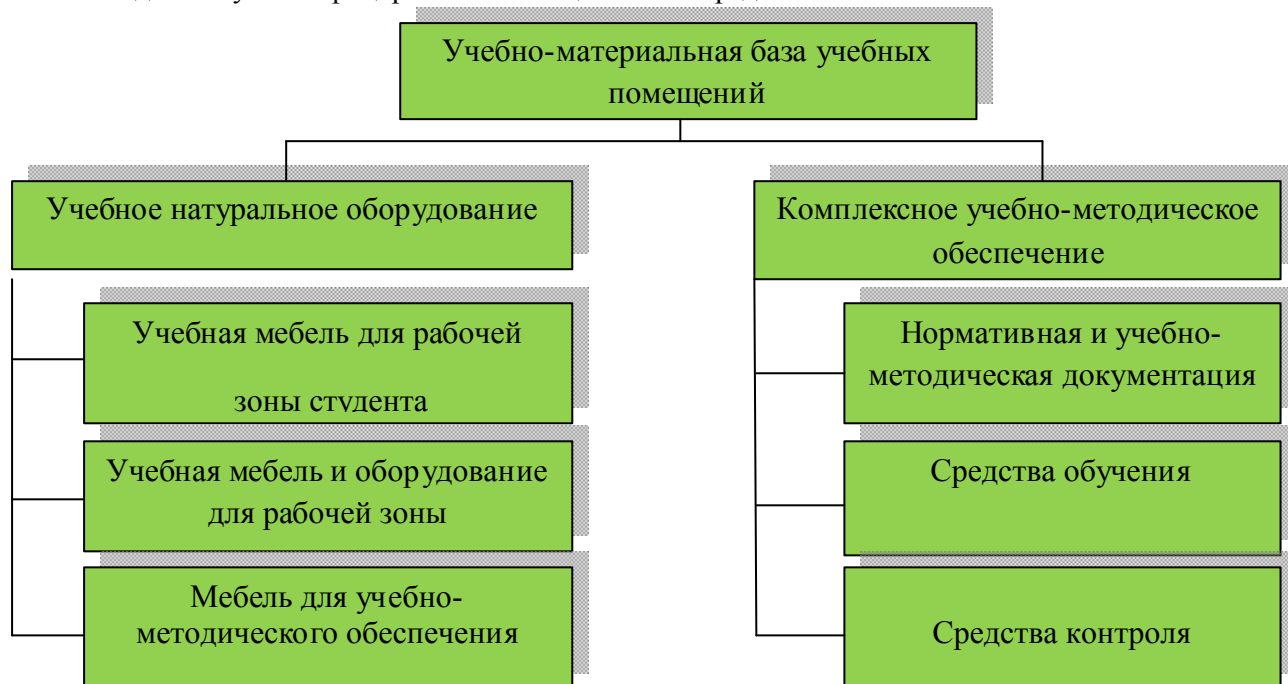 Учебно-материальная база учебных
помещений
Учебное натуральное оборудование
Учебная мебель для рабочей
зоны студента
Учебная мебель и оборудование
для рабочей зоны
Мебель для учебно-
методического обеспечения
Комплексное учебно-методическое
обеспечение
Нормативная и учебно-
методическая документация
Средства обучения
Средства контроля